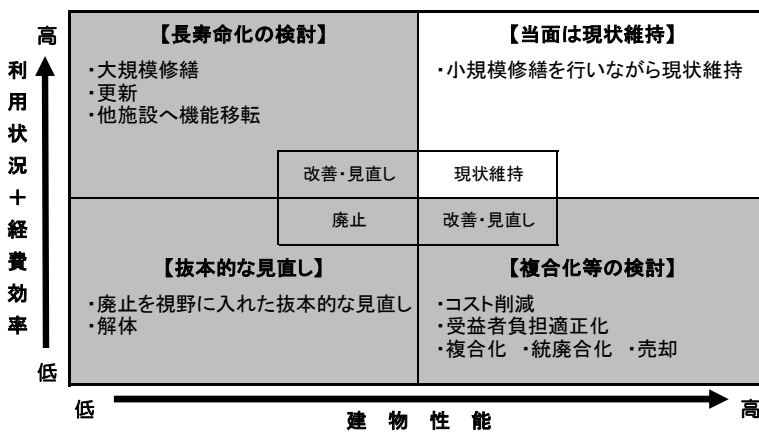 高
利用状況＋経費効率
低
【長寿命化の検討】
・大規模修繕
・更新
・他施設へ機能移転
【当面は現状維持】
・小規模修繕を行いながら現状維持
改善・見直し
現状維持
廃止
改善・見直し
【抜本的な見直し】
・廃止を視野に入れた抜本的な見直し
・解体
【複合化等の検討】
・コスト削減
・受益者負担適正化
・複合化　・統廃合化　・売却
低
建物性能
高